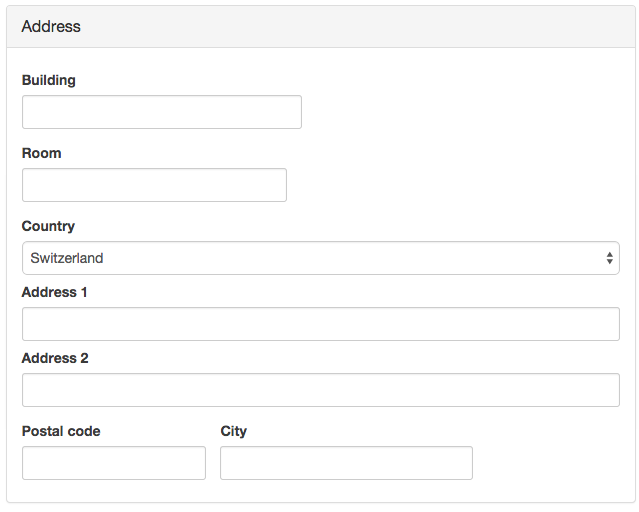 Address
Building
Room
Country
Switzerland
Address 1
Address 2
Postal code City